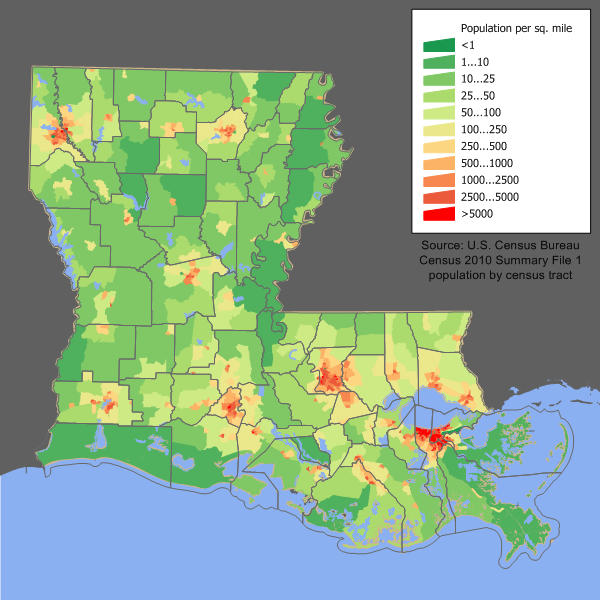 Population per sq. mile
<1
1...10
10...25
25...50
50...100
100...250
250...500
500...1000
1000...2500
2500...5000
>5000
Source: U.S. Census Bureau
Census 2010 Summary File 1
population by census tract